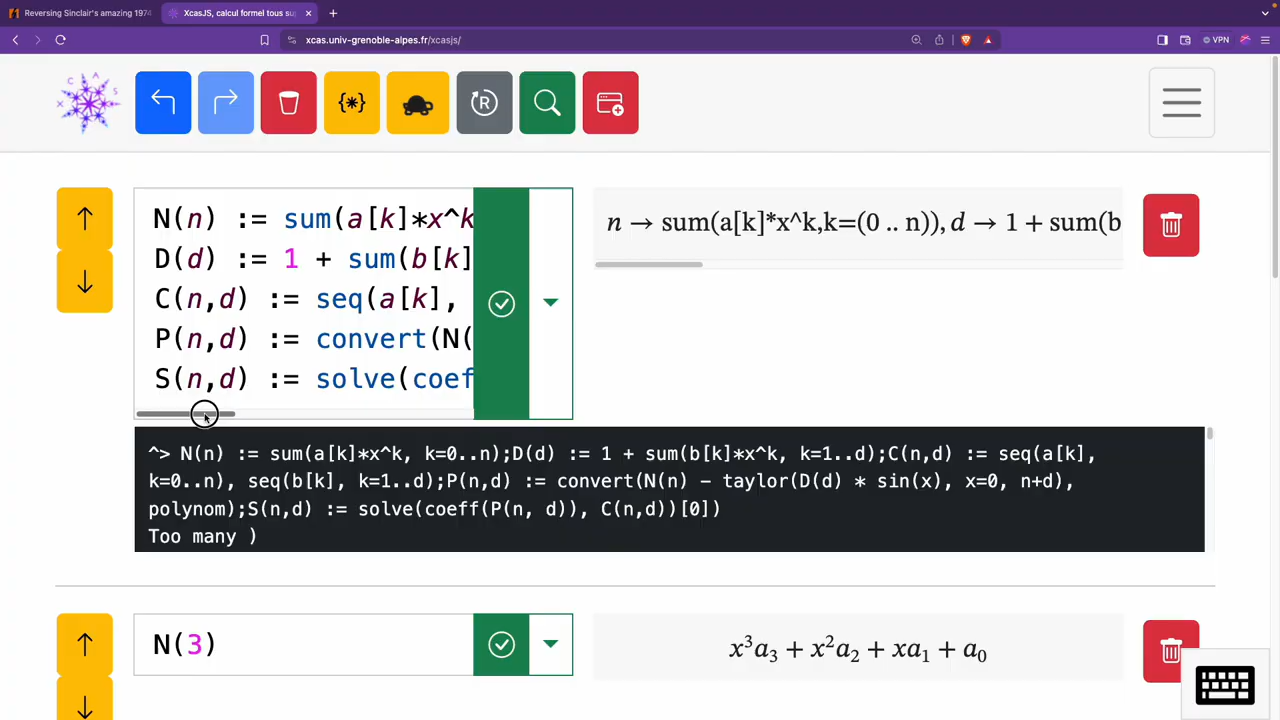 Reversing Sinclair's amazing 1974
XcasJS, calcul formel tous su
xcas.univ-grenoble-alpes.fr/xcasjs/
VPN
X C A S
{*}
R
N(n) := sum(a[k]*x^k
D(d) := 1 + sum(b[k]
C(n,d) := seq(a[k],
P(n,d) := convert(N(
S(n,d) := solve(coef
n → sum(a[k]*x^k,k=(0 .. n)), d → 1 + sum(b
^> N(n) := sum(a[k]*x^k, k=0..n);D(d) := 1 + sum(b[k]*x^k, k=1..d);C(n,d) := seq(a[k],
k=0..n), seq(b[k], k=1..d);P(n,d) := convert(N(n) - taylor(D(d) * sin(x), x=0, n+d),
polynom);S(n,d) := solve(coeff(P(n, d)), C(n,d))[0])
Too many )
N(3)
x³a₃ + x²a₂ + xa₁ + a₀